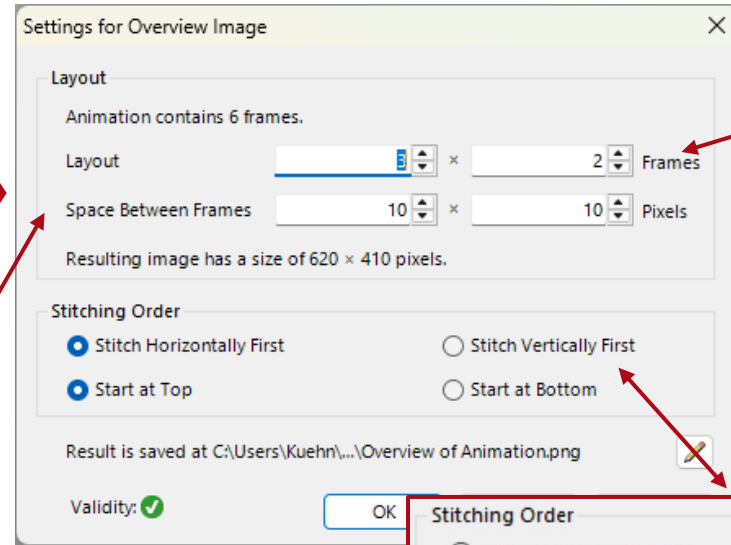 Settings for Overview Image
Layout
Animation contains 6 frames.
Layout 3 × 2 Frames
Space Between Frames 10 × 10 Pixels
Resulting image has a size of 620 × 410 pixels.
Stitching Order
Stitch Horizontally First Stitch Vertically First
Start at Top Start at Bottom
Result is saved at C:\Users\Kuehn\...\Overview of Animation.png
Validity: OK
Stitching Order